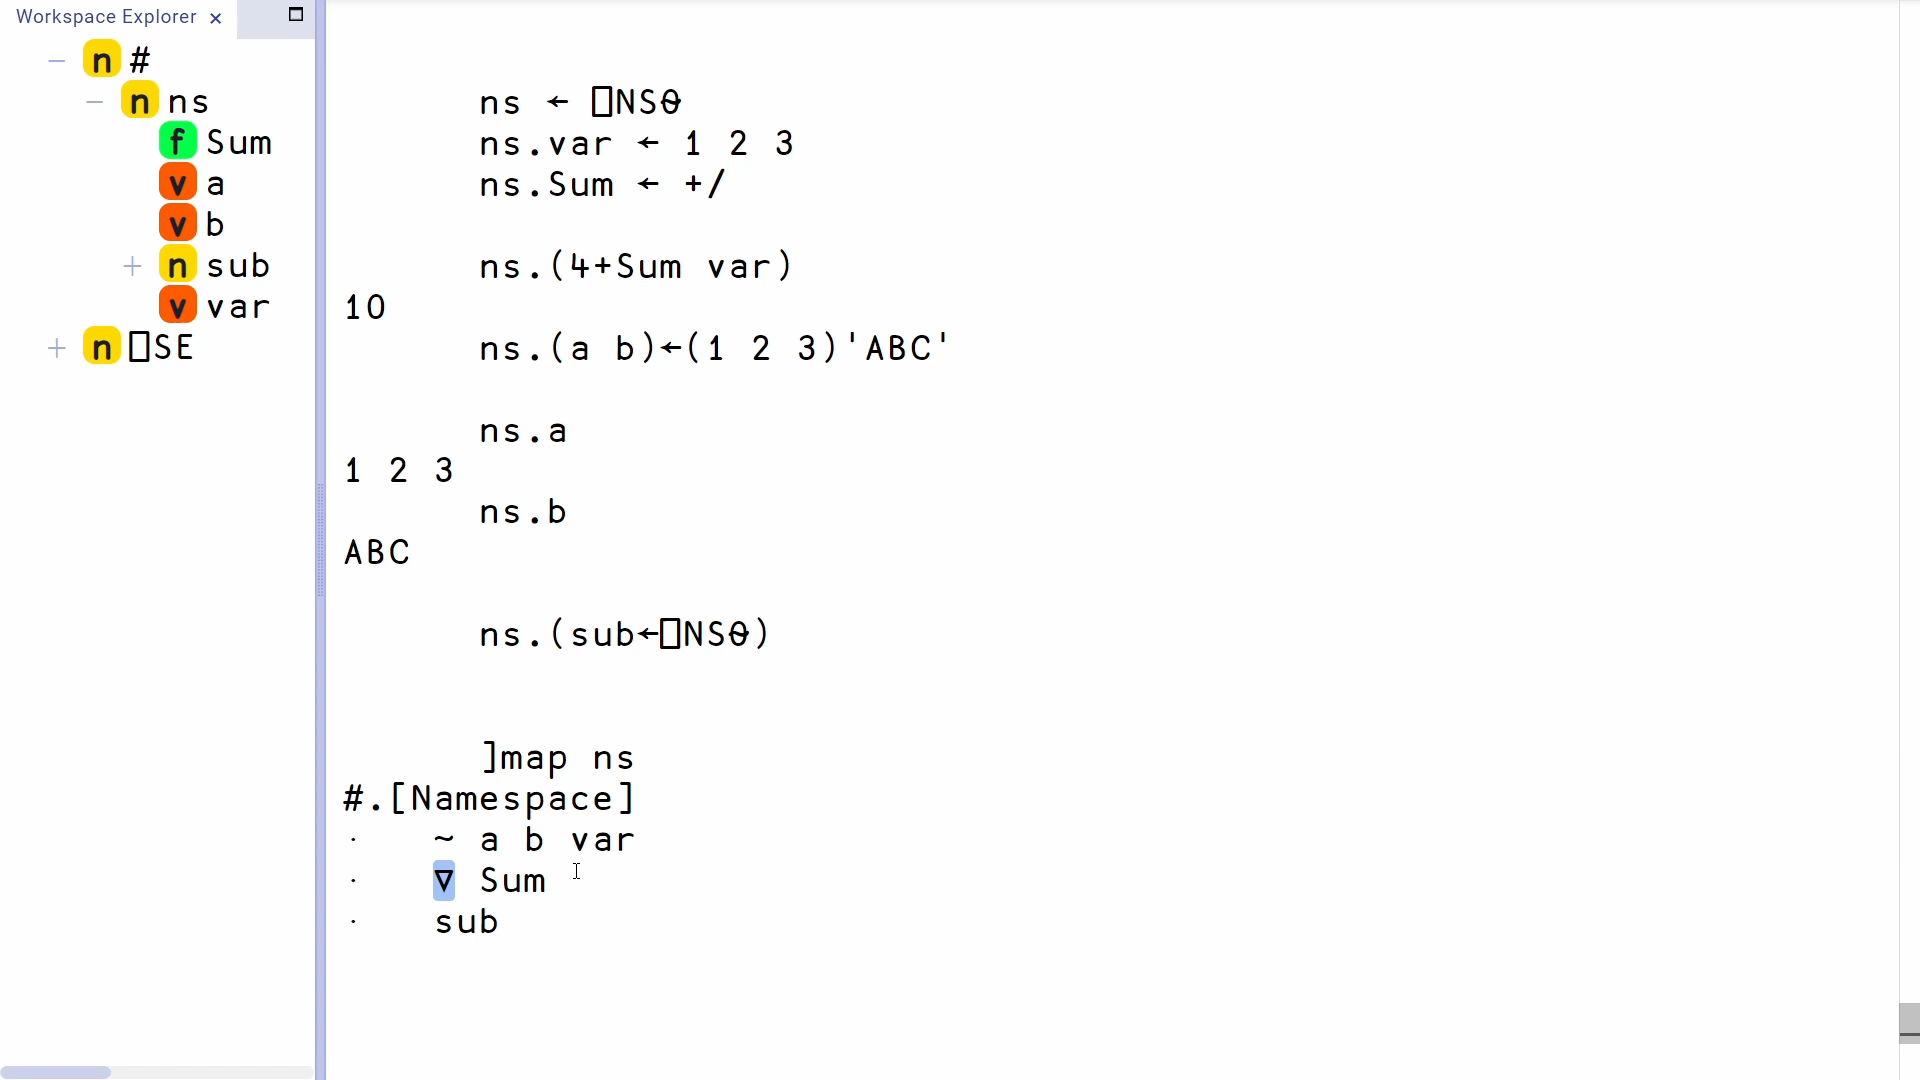 Workspace Explorer ×
− n #
− n ns
f Sum
v a
v b
+ n sub
v var
+ n ⎕SE
ns ← ⎕NS⍬
ns.var ← 1 2 3
ns.Sum ← +/
ns.(4+Sum var)
10
ns.(a b)←(1 2 3)'ABC'
ns.a
1 2 3
ns.b
ABC
ns.(sub←⎕NS⍬)
]map ns
#.[Namespace]
· ~ a b var
· ∇ Sum
· sub